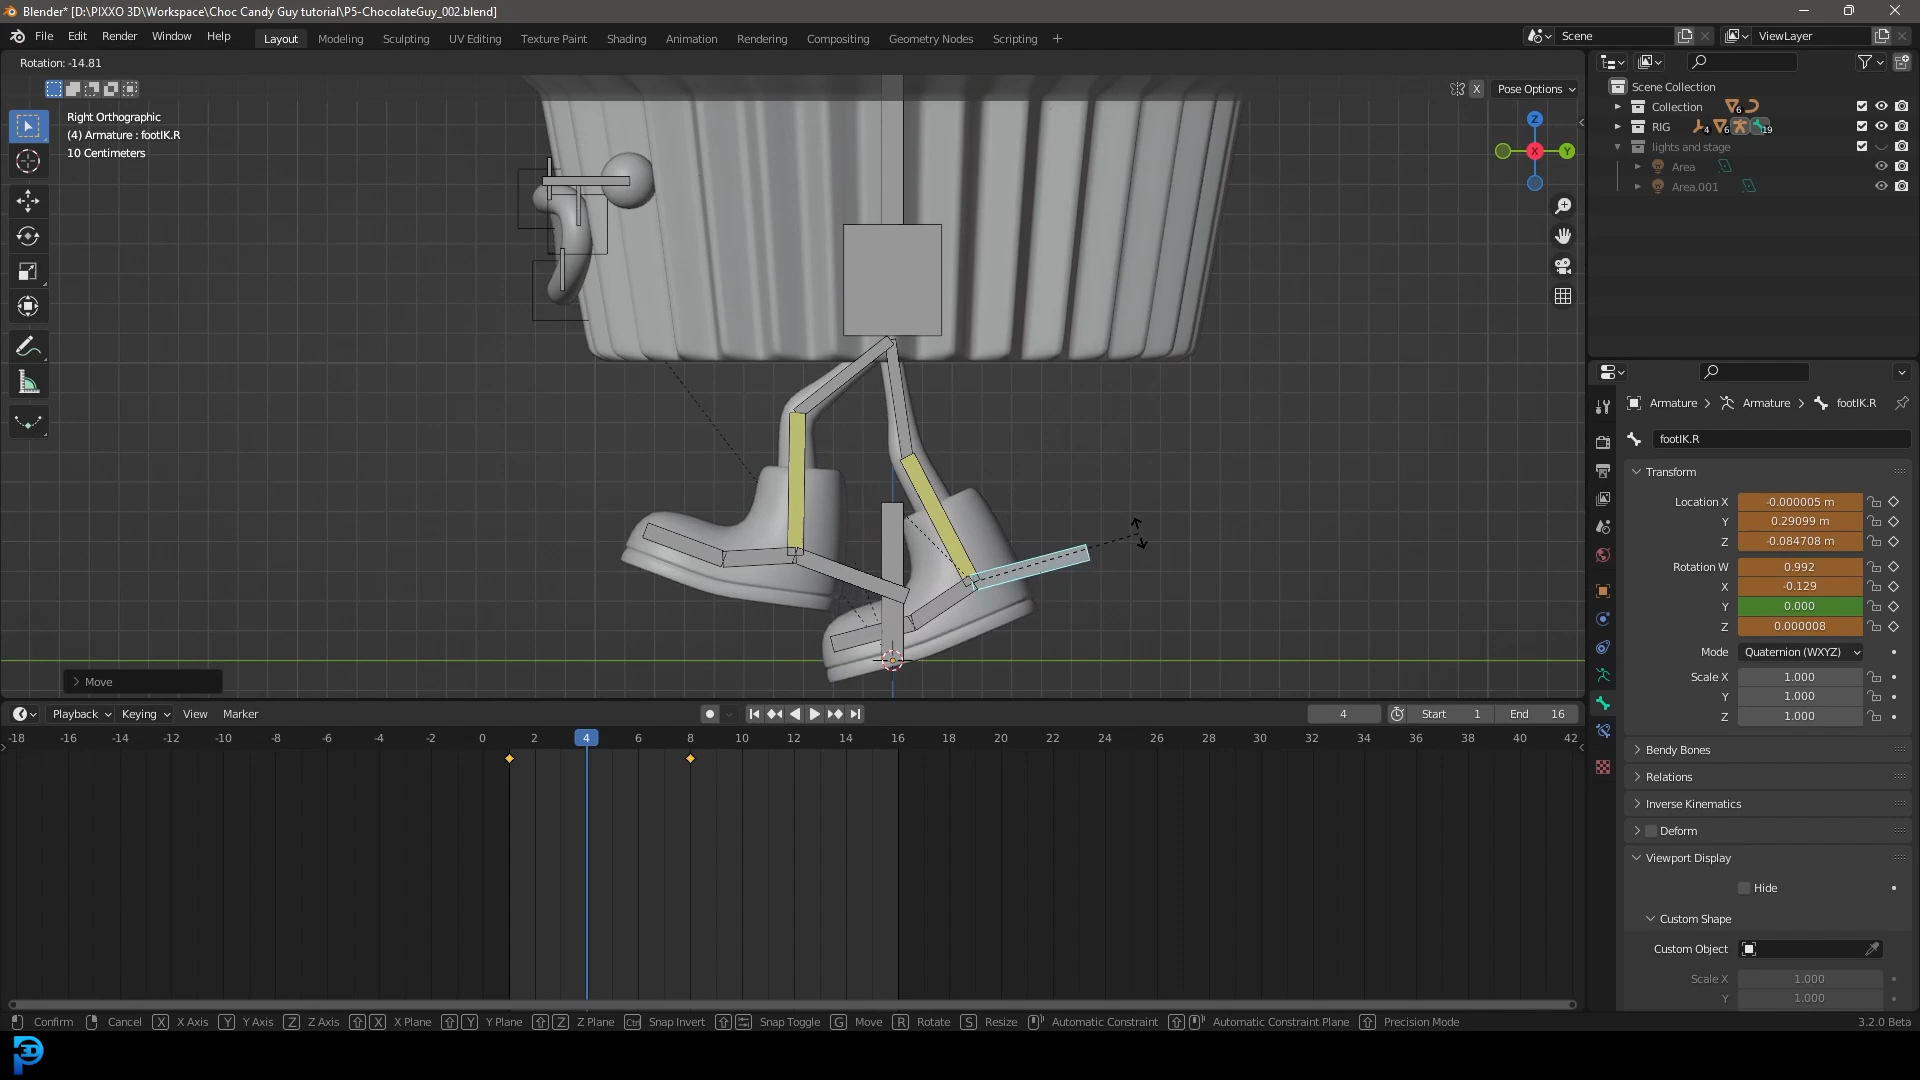 Blender* [D:\PIXXO 3D\Workspace\Choc Candy Guy tutorial\P5-ChocolateGuy_002.blend]
File Edit Render Window Help Layout Modeling Sculpting UV Editing Texture Paint Shading Animation Rendering Compositing Geometry Nodes Scripting + Scene ViewLayer
Rotation: -14.81
X Pose Options
Right Orthographic
(4) Armature : footIK.R
10 Centimeters
Z
X
Y
Scene Collection
Collection 6
RIG 4 6 19
lights and stage
Area
Area.001
Armature > Armature > footIK.R
footIK.R
Transform
Location X -0.000005 m
Y 0.29099 m
Z -0.084708 m
Rotation W 0.992
X -0.129
Y 0.000
Z 0.000008
Mode Quaternion (WXYZ)
Scale X 1.000
Y 1.000
Z 1.000
Bendy Bones
Relations
Inverse Kinematics
Deform
Viewport Display
Hide
Custom Shape
Custom Object
Scale X 1.000
Y 1.000
> Move
Playback Keying View Marker 4 Start 1 End 16
-18 -16 -14 -12 -10 -8 -6 -4 -2 0 2 4 6 8 10 12 14 16 18 20 22 24 26 28 30 32 34 36 38 40 42
Confirm Cancel X X Axis Y Y Axis Z Z Axis X X Plane Y Y Plane Z Z Plane Ctrl Snap Invert Snap Toggle G Move R Rotate S Resize Automatic Constraint Automatic Constraint Plane Precision Mode 3.2.0 Beta
P3D